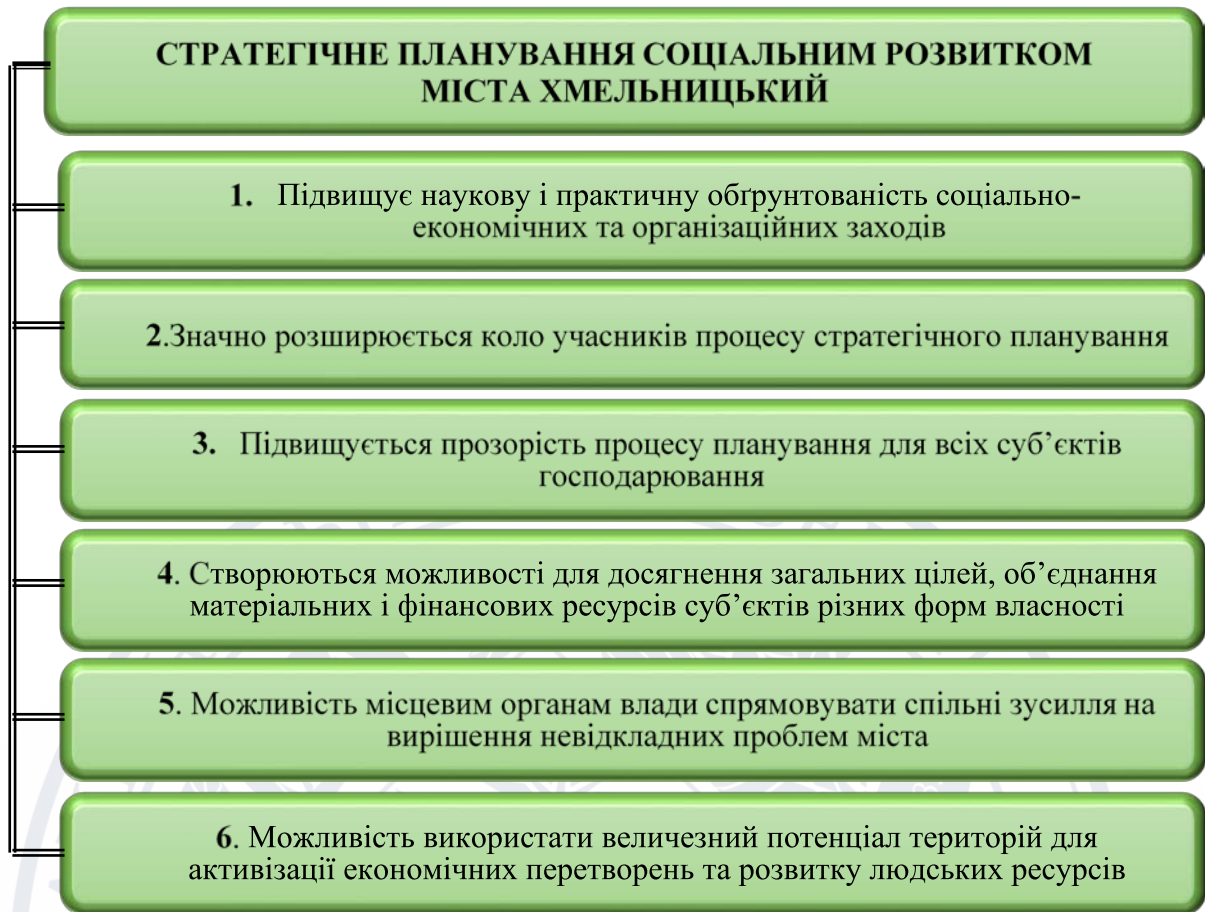 СТРАТЕГІЧНЕ ПЛАНУВАННЯ СОЦІАЛЬНИМ РОЗВИТКОМ
МІСТА ХМЕЛЬНИЦЬКИЙ
1. Підвищує наукову і практичну обґрунтованість соціально-
економічних та організаційних заходів
2.Значно розширюється коло учасників процесу стратегічного планування
3. Підвищується прозорість процесу планування для всіх суб’єктів
господарювання
4. Створюються можливості для досягнення загальних цілей, об’єднання
матеріальних і фінансових ресурсів суб’єктів різних форм власності
5. Можливість місцевим органам влади спрямовувати спільні зусилля на
вирішення невідкладних проблем міста
6. Можливість використати величезний потенціал територій для
активізації економічних перетворень та розвитку людських ресурсів